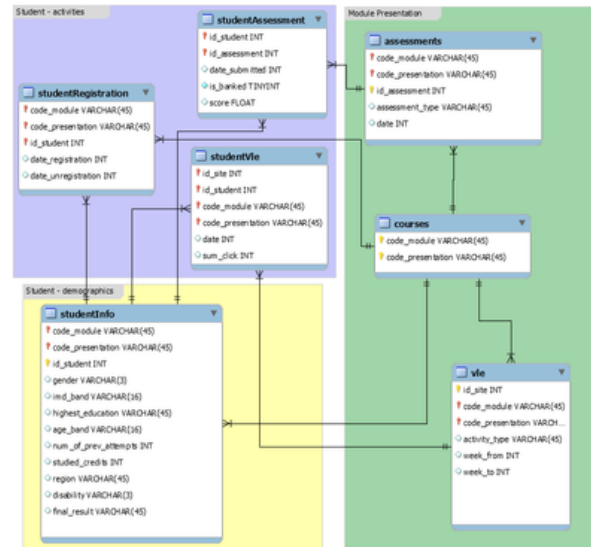 Student - activities
studentAssessment
id_student INT
id_assessment INT
date_submitted INT
is_banked TINYINT
score FLOAT
studentRegistration
code_module VARCHAR(45)
code_presentation VARCHAR(45)
id_student INT
date_registration INT
date_unregistration INT
studentVle
id_site INT
id_student INT
code_module VARCHAR(45)
code_presentation VARCHAR(45)
date INT
sum_click INT
Student - demographics
studentInfo
code_module VARCHAR(45)
code_presentation VARCHAR(45)
id_student INT
gender VARCHAR(3)
imd_band VARCHAR(16)
highest_education VARCHAR(45)
age_band VARCHAR(16)
num_of_prev_attempts INT
studied_credits INT
region VARCHAR(45)
disability VARCHAR(3)
final_result VARCHAR(45)
Module Presentation
assessments
code_module VARCHAR(45)
code_presentation VARCHAR(45)
id_assessment INT
assessment_type VARCHAR(45)
date INT
courses
code_module VARCHAR(45)
code_presentation VARCHAR(45)
vle
id_site INT
code_module VARCHAR(45)
code_presentation VARCH...
activity_type VARCHAR(45)
week_from INT
week_to INT